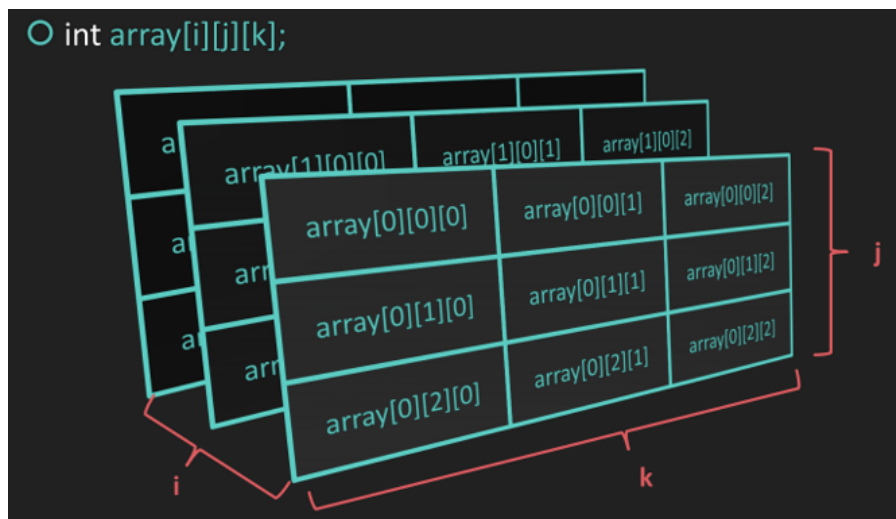 int array[i][j][k];
array[1][0][0] array[1][0][1] array[1][0][2]
array[0][0][0] array[0][0][1] array[0][0][2]
array[0][1][0] array[0][1][1] array[0][1][2]
array[0][2][0] array[0][2][1] array[0][2][2]
j
k
i